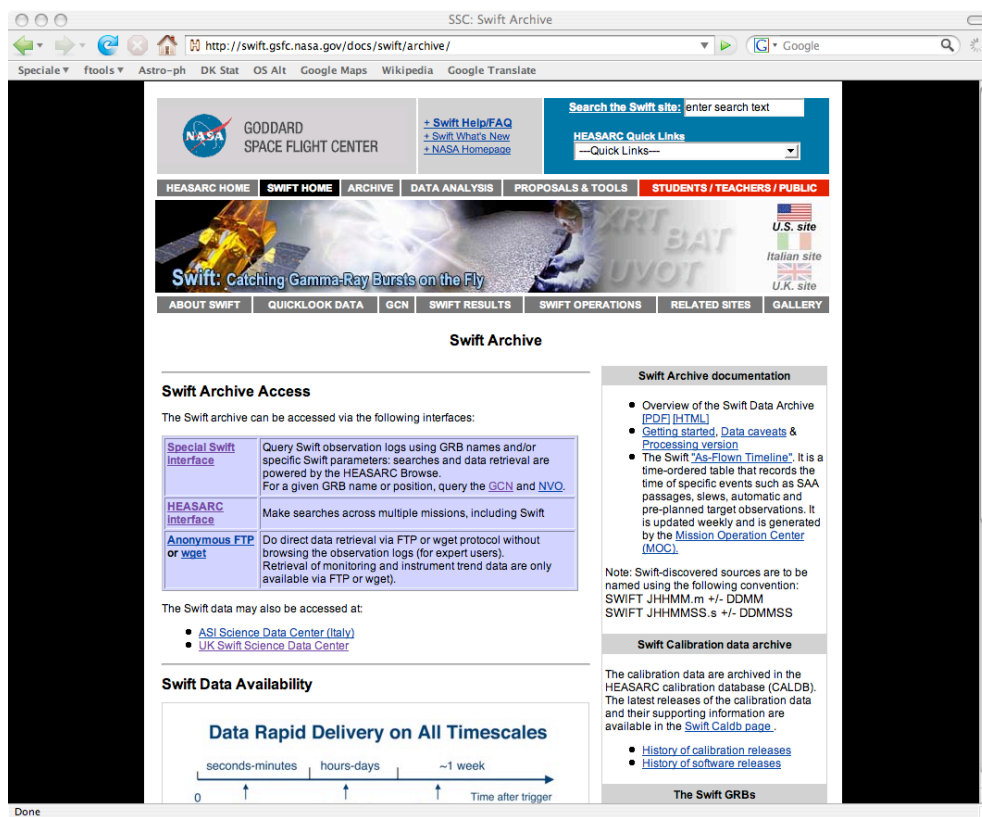 SSC: Swift Archive
http://swift.gsfc.nasa.gov/docs/swift/archive/
G Google
Speciale ftools Astro-ph DK Stat OS Alt Google Maps Wikipedia Google Translate
NASA
GODDARD
SPACE FLIGHT CENTER
+ Swift Help/FAQ
+ Swift What's New
+ NASA Homepage
Search the Swift site: enter search text
HEASARC Quick Links
---Quick Links---
HEASARC HOME SWIFT HOME ARCHIVE DATA ANALYSIS PROPOSALS & TOOLS STUDENTS / TEACHERS / PUBLIC
Swift: Catching Gamma-Ray Bursts on the Fly
XRT
BAT
UVOT
U.S. site
Italian site
U.K. site
ABOUT SWIFT QUICKLOOK DATA GCN SWIFT RESULTS SWIFT OPERATIONS RELATED SITES GALLERY
Swift Archive
Swift Archive Access
The Swift archive can be accessed via the following interfaces:
Special Swift
interface
Query Swift observation logs using GRB names and/or
specific Swift parameters: searches and data retrieval are
powered by the HEASARC Browse.
For a given GRB name or position, query the GCN and NVO.
HEASARC
interface
Make searches across multiple missions, including Swift
Anonymous FTP
or wget
Do direct data retrieval via FTP or wget protocol without
browsing the observation logs (for expert users).
Retrieval of monitoring and instrument trend data are only
available via FTP or wget).
The Swift data may also be accessed at:
ASI Science Data Center (Italy)
UK Swift Science Data Center
Swift Data Availability
Data Rapid Delivery on All Timescales
seconds-minutes hours-days ~1 week
0 Time after trigger
Swift Archive documentation
Overview of the Swift Data Archive
[PDF] [HTML]
Getting started, Data caveats &
Processing version
The Swift "As-Flown Timeline". It is a
time-ordered table that records the
time of specific events such as SAA
passages, slews, automatic and
pre-planned target observations. It
is updated weekly and is generated
by the Mission Operation Center
(MOC).
Note: Swift-discovered sources are to be
named using the following convention:
SWIFT JHHMM.m +/- DDMM
SWIFT JHHMMSS.s +/- DDMMSS
Swift Calibration data archive
The calibration data are archived in the
HEASARC calibration database (CALDB).
The latest releases of the calibration data
and their supporting information are
available in the Swift Caldb page .
History of calibration releases
History of software releases
The Swift GRBs
Done